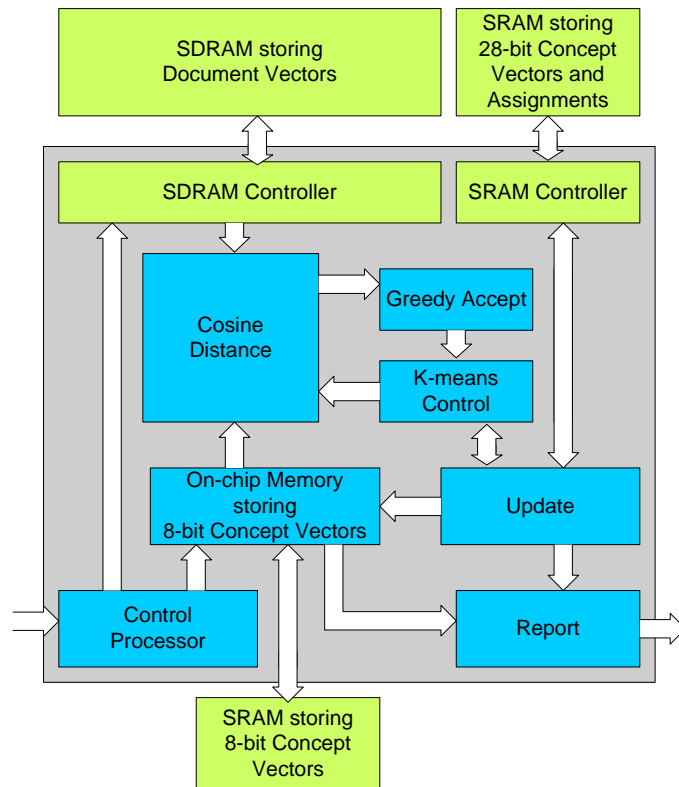 SDRAM storing
Document Vectors
SRAM storing
28-bit Concept
Vectors and
Assignments
SDRAM Controller
SRAM Controller
Cosine
Distance
Greedy Accept
K-means
Control
On-chip Memory
storing
8-bit Concept Vectors
Update
Control
Processor
Report
SRAM storing
8-bit Concept
Vectors